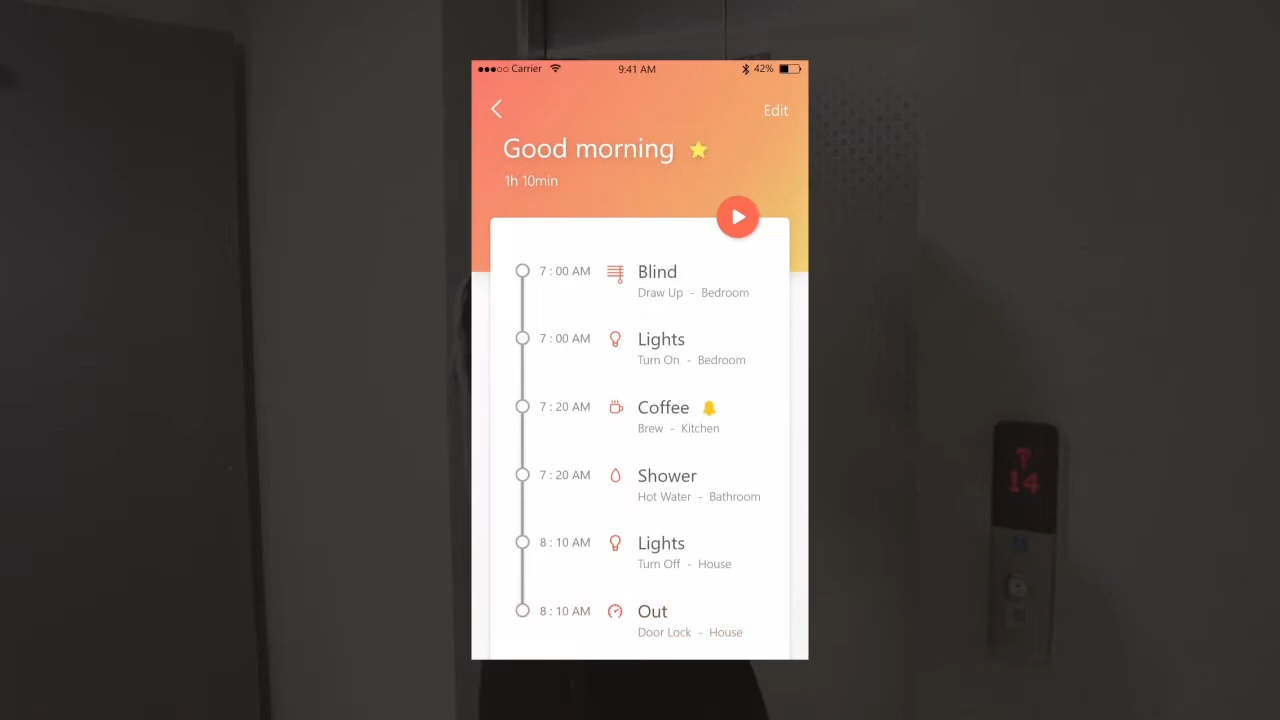 Carrier 9:41 AM 42%
Edit
Good morning
1h 10min
7 : 00 AM Blind
Draw Up - Bedroom
7 : 00 AM Lights
Turn On - Bedroom
7 : 20 AM Coffee
Brew - Kitchen
7 : 20 AM Shower
Hot Water - Bathroom
8 : 10 AM Lights
Turn Off - House
8 : 10 AM Out
Door Lock - House
14